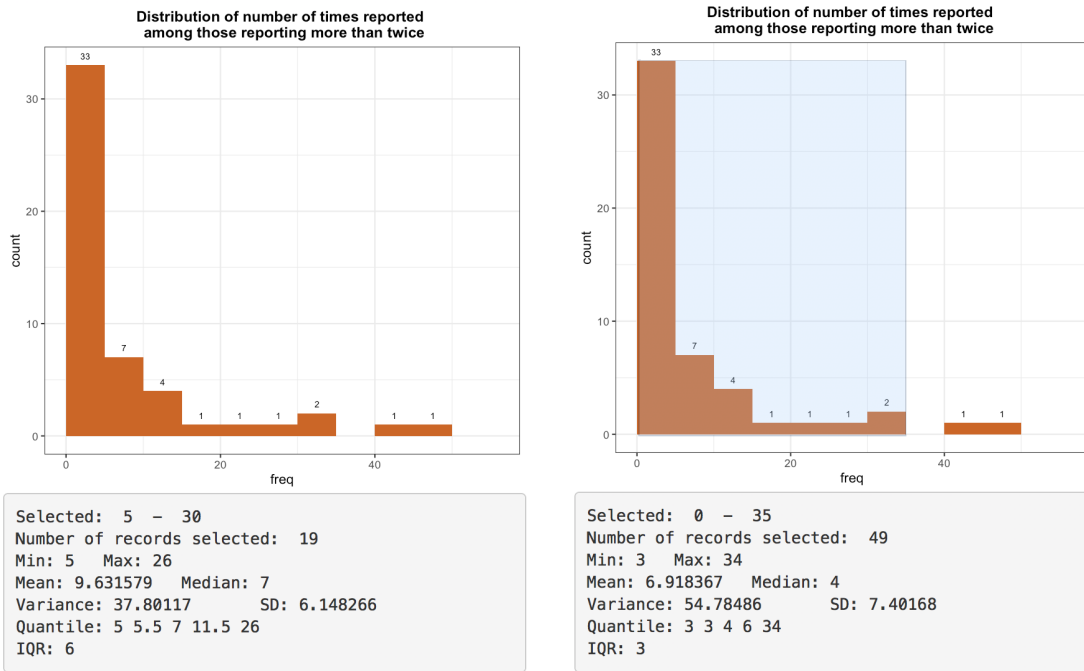 Distribution of number of times reported
among those reporting more than twice
33
30
20
count
10
7
4
1
1
1
2
1
1
0
0
20
40
freq
Selected:  5  -  30
Number of records selected:  19
Min: 5   Max: 26
Mean: 9.631579   Median: 7
Variance: 37.80117       SD: 6.148266
Quantile: 5 5.5 7 11.5 26
IQR: 6
Distribution of number of times reported
among those reporting more than twice
33
30
20
count
10
7
4
1
1
1
2
1
1
0
0
20
40
freq
Selected:  0  -  35
Number of records selected:  49
Min: 3   Max: 34
Mean: 6.918367   Median: 4
Variance: 54.78486       SD: 7.40168
Quantile: 3 3 4 6 34
IQR: 3